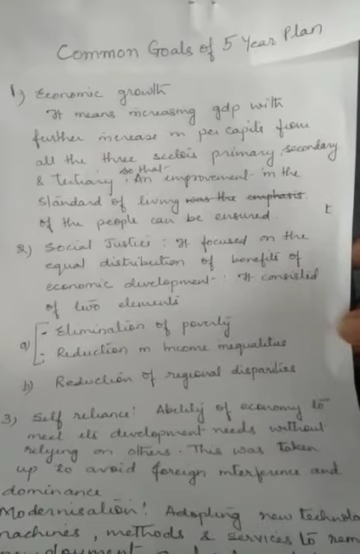 Common Goals of 5 Year Plan
1) Economic growth
It means increasing gdp with
further increase in per capita from
all the three sectors primary, secondary
& Tertiary, so that An improvement in the
standard of living was the emphasis
of the people can be ensured. t
2) Social Justice: It focused on the
equal distribution of benefits of
economic development: It consisted
of two elements
a) - Elimination of poverty
- Reduction in Income inequalities
b) Reduction of regional disparities
3) Self reliance: Ability of economy to
meet its development needs without
relying on others. This was taken
up to avoid foreign interference and
dominance
Modernisation: Adopting new technolo
machines, methods & services to